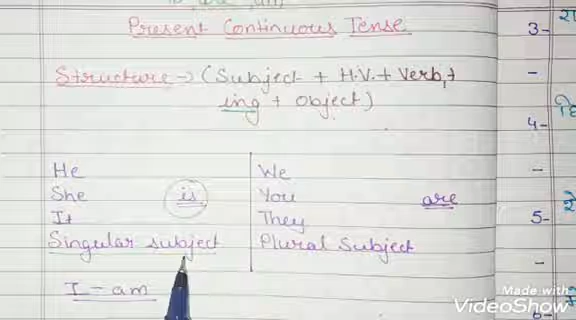 Present Continuous Tense
Structure → (Subject + H.V. + Verb₁ +
ing + object)
He
She is
It
Singular subject
I - am
We
You are
They
Plural Subject
3-
4-
5-
6-
Made with
VideoShow